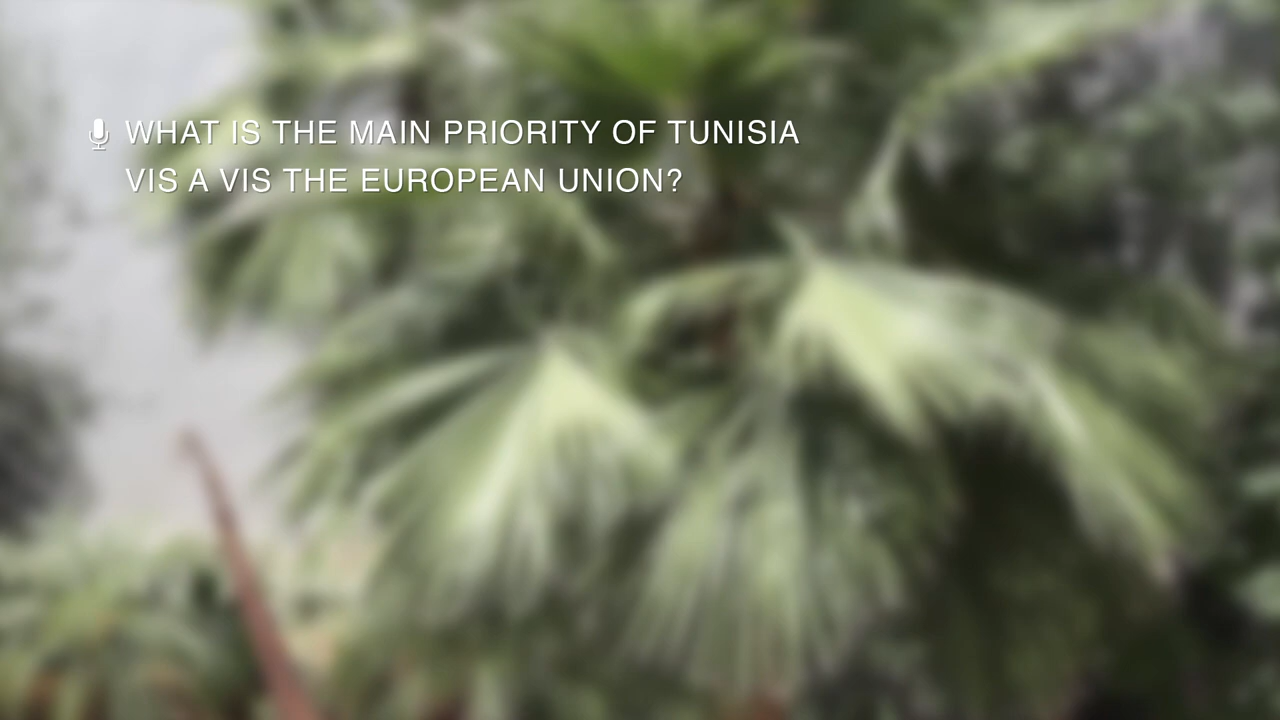 WHAT IS THE MAIN PRIORITY OF TUNISIA
VIS A VIS THE EUROPEAN UNION?